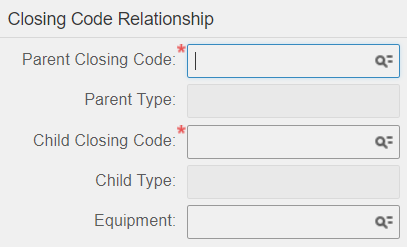 Closing Code Relationship
Parent Closing Code:*
Parent Type:
Child Closing Code:*
Child Type:
Equipment: